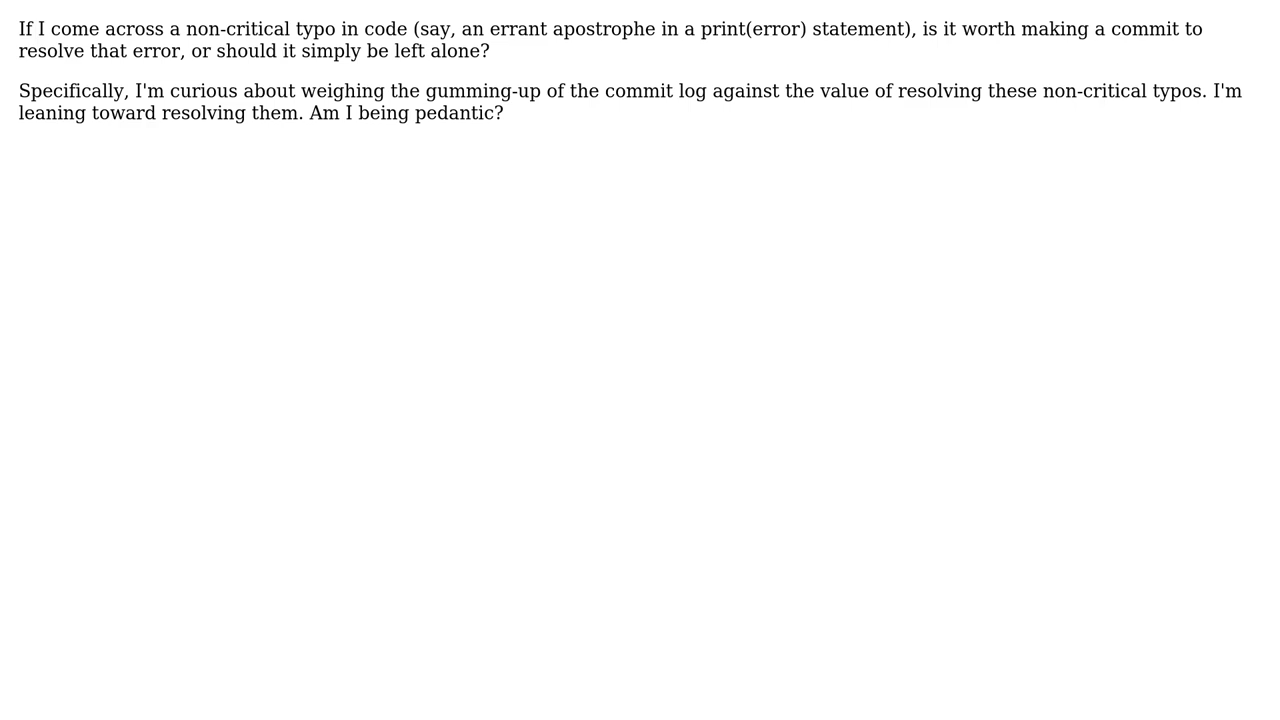 If I come across a non-critical typo in code (say, an errant apostrophe in a print(error) statement), is it worth making a commit to
resolve that error, or should it simply be left alone?
Specifically, I'm curious about weighing the gumming-up of the commit log against the value of resolving these non-critical typos. I'm
leaning toward resolving them. Am I being pedantic?